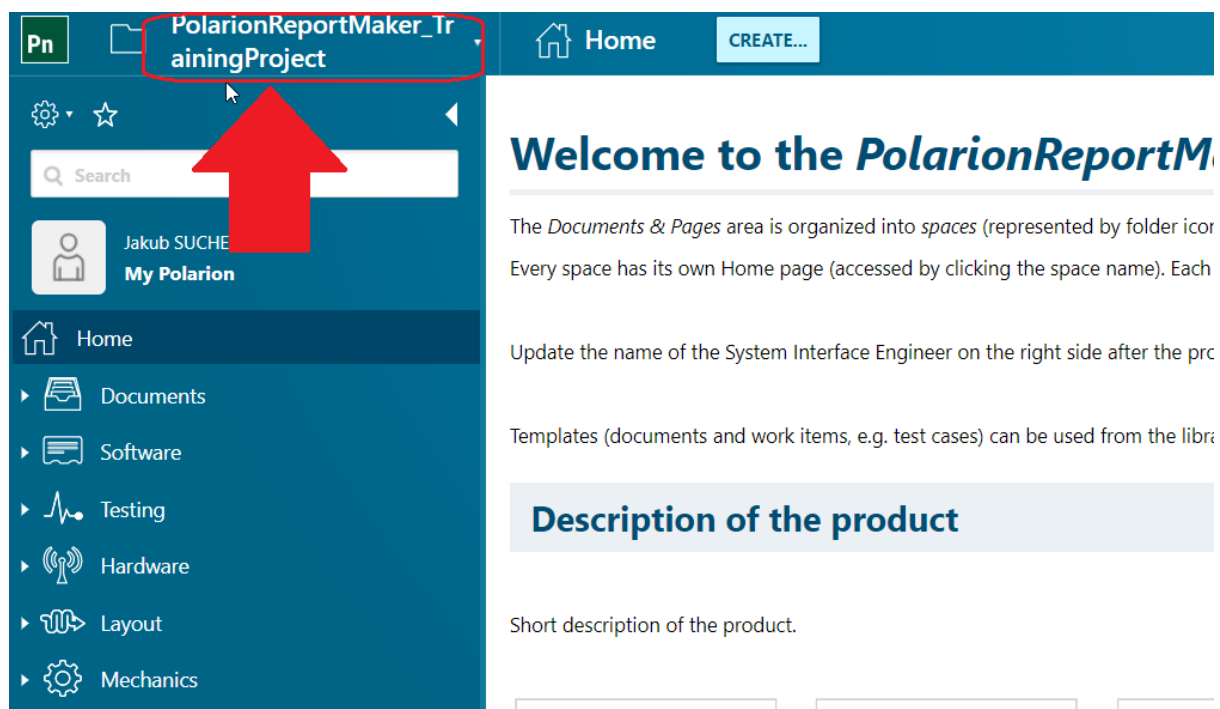 Pn
PolarionReportMaker_Tr
ainingProject
Home
CREATE...
Search
Jakub SUCHE
My Polarion
Home
Documents
Software
Testing
Hardware
Layout
Mechanics
Welcome to the PolarionReportM
The Documents & Pages area is organized into spaces (represented by folder icor
Every space has its own Home page (accessed by clicking the space name). Each
Update the name of the System Interface Engineer on the right side after the pro
Templates (documents and work items, e.g. test cases) can be used from the libra
Description of the product
Short description of the product.